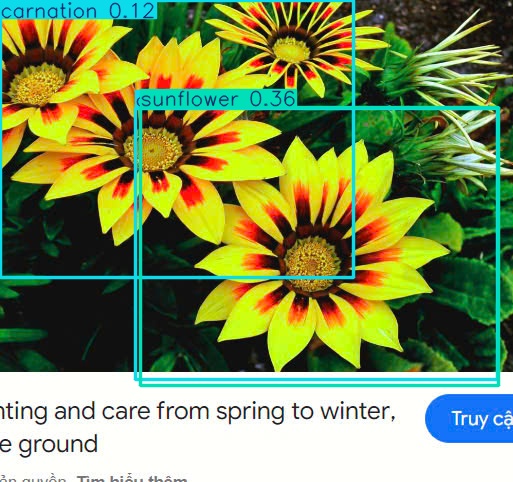 carnation 0.12
sunflower 0.36
nting and care from spring to winter,
e ground
Truy cậ
ản quyền. Tìm hiểu thêm